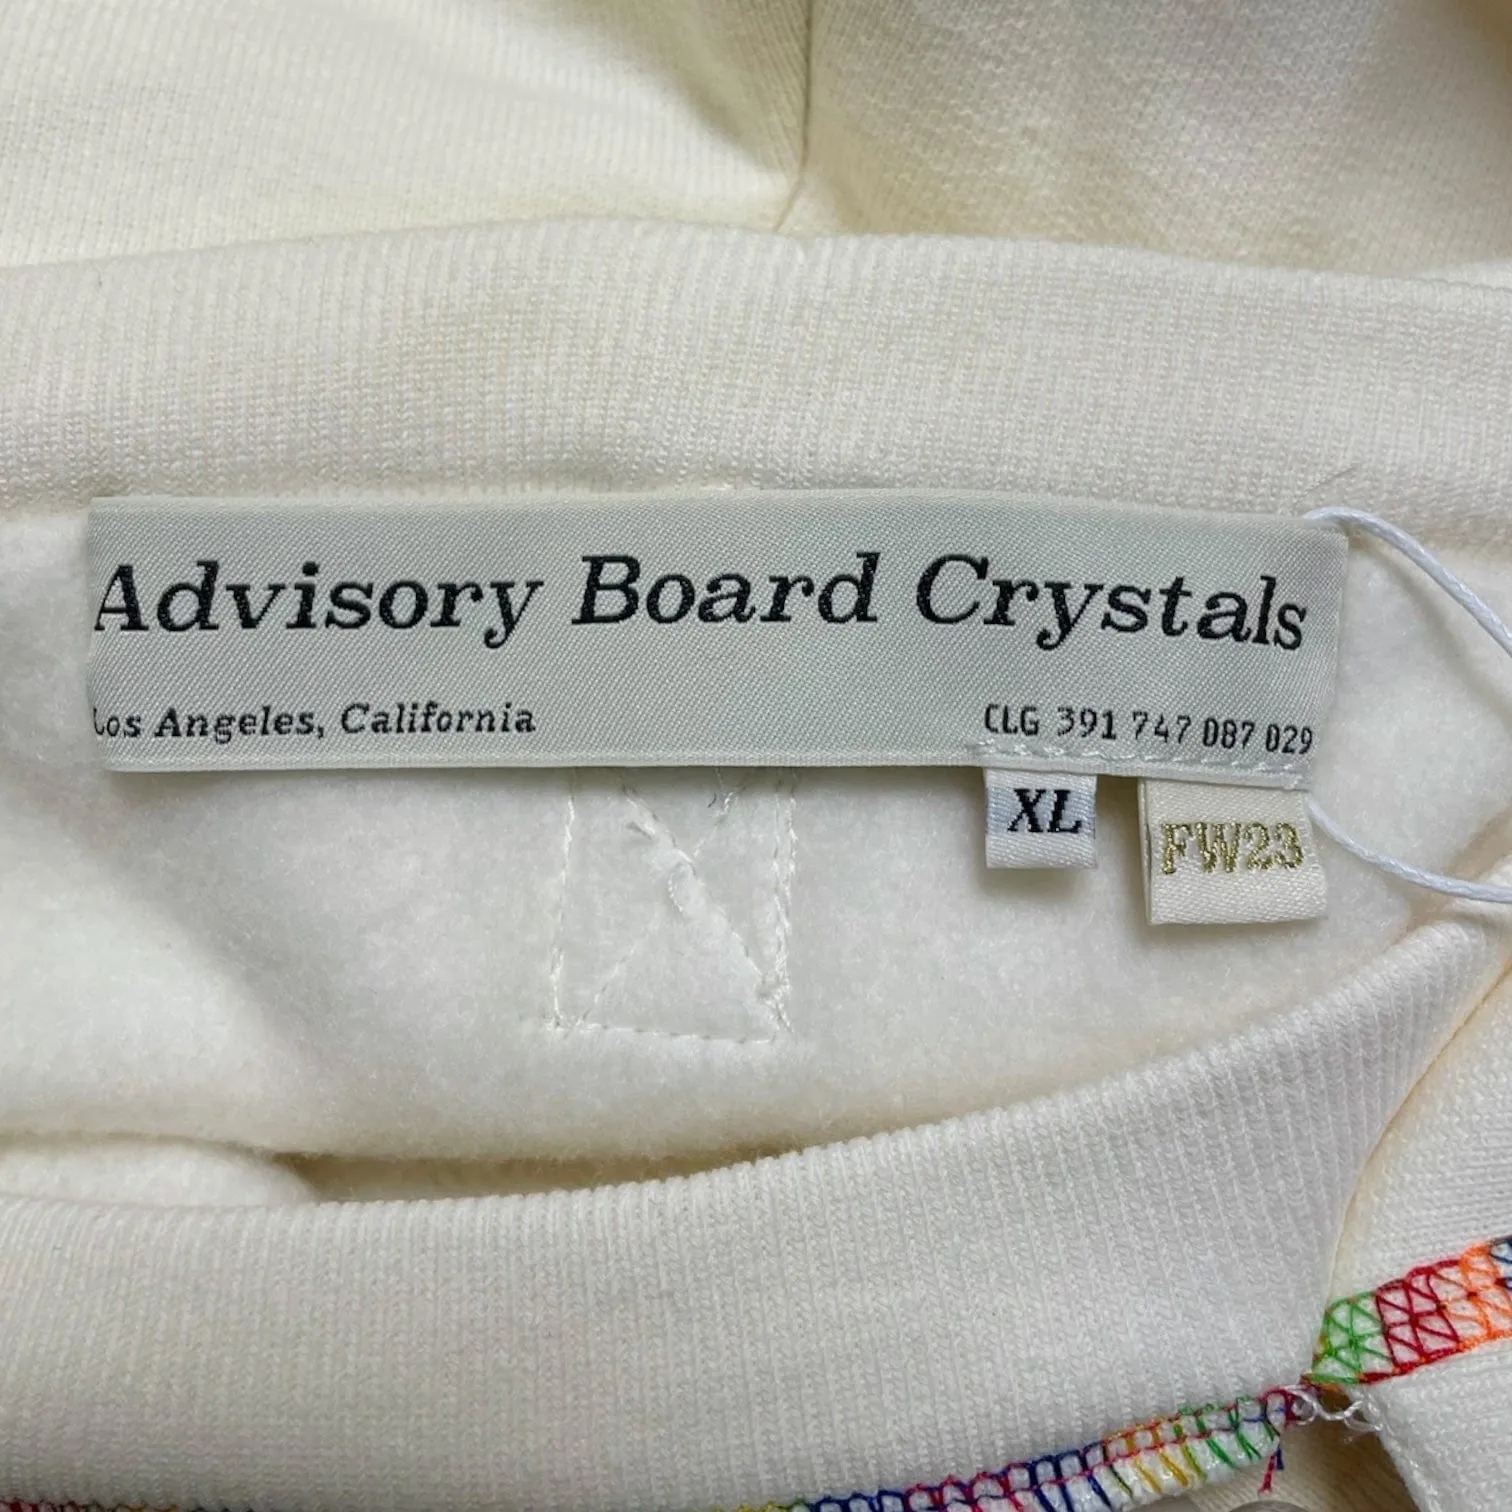 Advisory Board Crystals
Los Angeles, California
CLG 391 747 087 029
XL
FW23